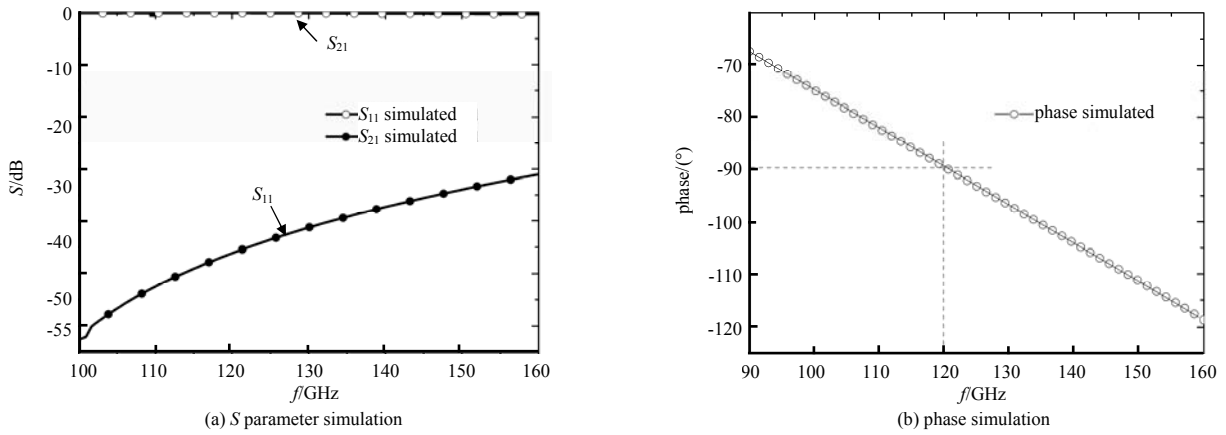 0
-10
-20
-30
-40
-50
-55
S/dB
S21
S11 simulated
S21 simulated
S11
100 110 120 130 140 150 160
f/GHz
(a) S parameter simulation
-70
-80
-90
-100
-110
-120
phase/(°)
phase simulated
90 100 110 120 130 140 150 160
f/GHz
(b) phase simulation